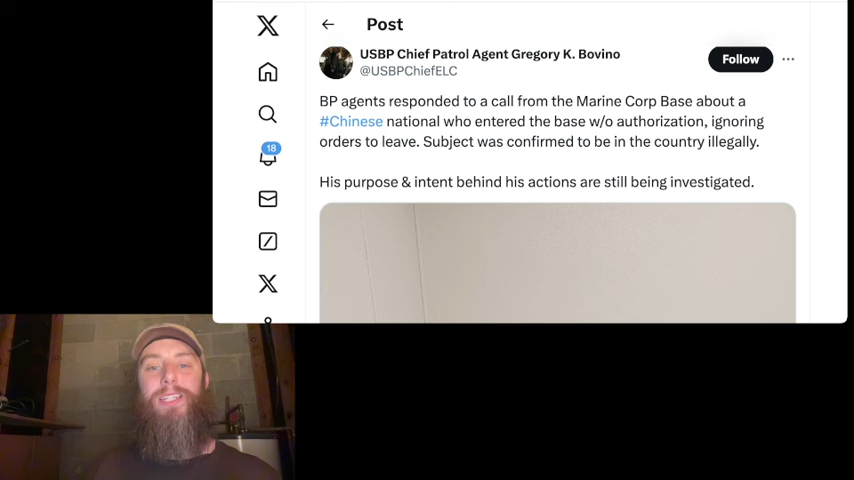 Post
USBP Chief Patrol Agent Gregory K. Bovino
@USBPChiefELC
Follow
BP agents responded to a call from the Marine Corp Base about a
#Chinese national who entered the base w/o authorization, ignoring
orders to leave. Subject was confirmed to be in the country illegally.
His purpose & intent behind his actions are still being investigated.
18